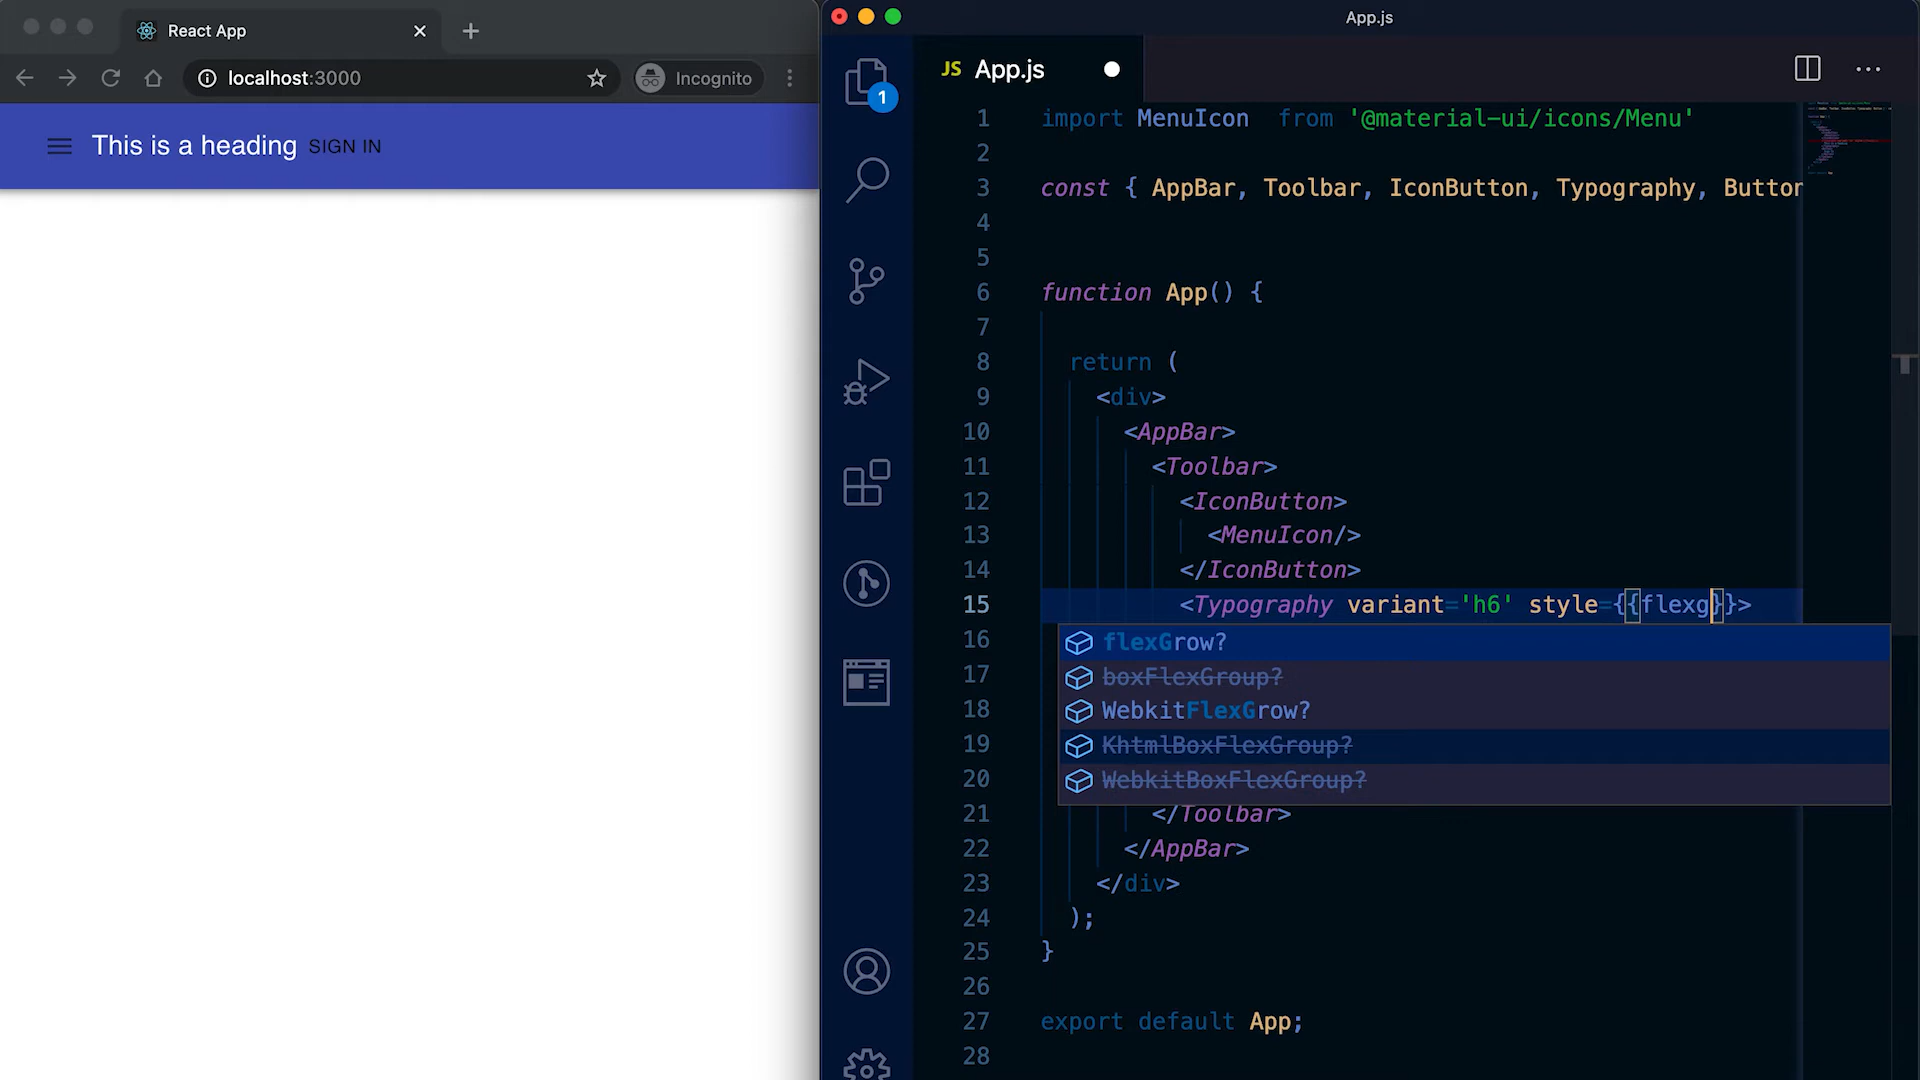 React App
localhost:3000
Incognito
This is a heading SIGN IN
App.js
1
JS App.js
1 import MenuIcon  from '@material-ui/icons/Menu'
2
3 const { AppBar, Toolbar, IconButton, Typography, Button
4
5
6 function App() {
7
8 return (
9 <div>
10 <AppBar>
11 <Toolbar>
12 <IconButton>
13 <MenuIcon/>
14 </IconButton>
15 <Typography variant='h6' style={{flexg}}>
16 flexGrow?
17 boxFlexGroup?
18 WebkitFlexGrow?
19 KhtmlBoxFlexGroup?
20 WebkitBoxFlexGroup?
21 </Toolbar>
22 </AppBar>
23 </div>
24 );
25 }
26
27 export default App;
28